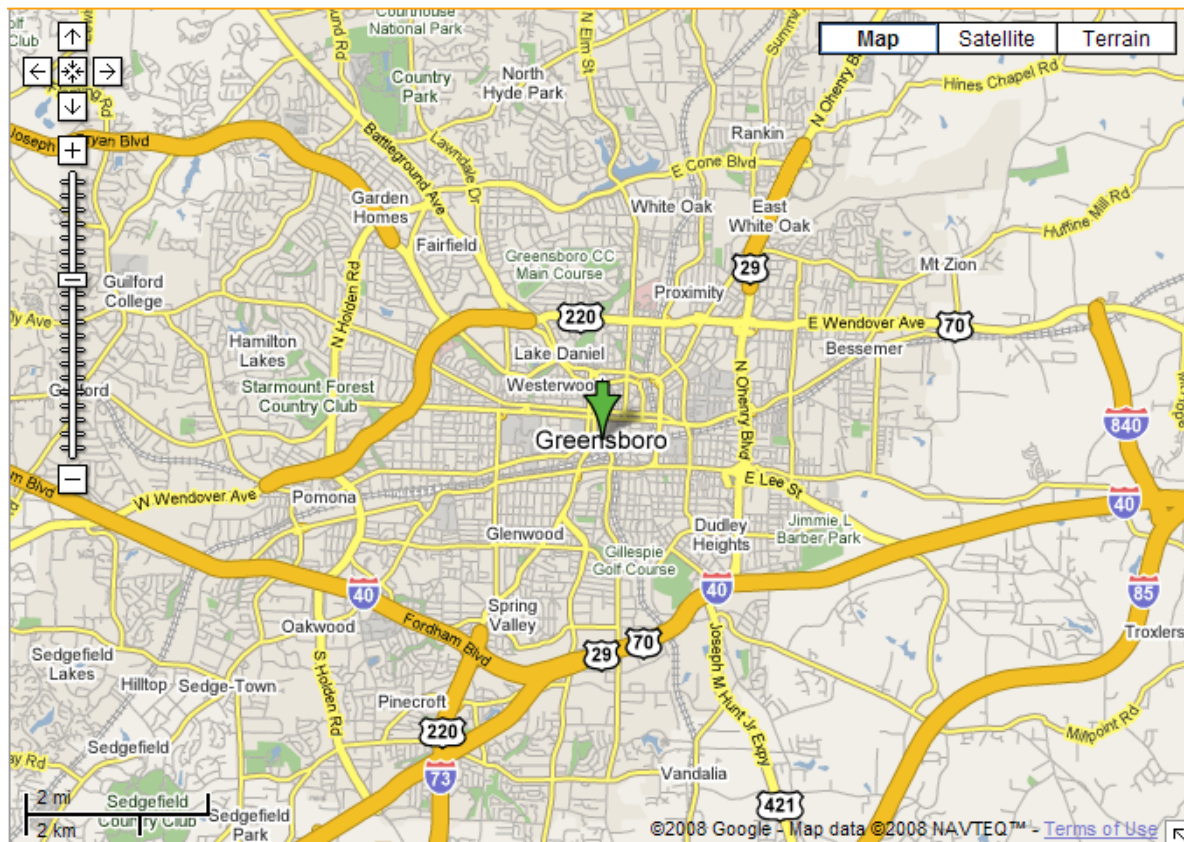 Courthouse
National Park
N Elm St
Map
Satellite
Terrain
Country
Park
North
Hyde Park
Hines Chapel Rd
N Ohenry Blvd
Rankin
Bryan Blvd
Joseph
Battleground Ave
Lawndale Dr
E Cone Blvd
Garden
Homes
White Oak
East
White Oak
Huffine Mill Rd
Fairfield
Greensboro CC
Main Course
29
Mt Zion
Guilford
College
Proximity
N Holden Rd
220
E Wendover Ave
70
Hamilton
Lakes
Lake Daniel
Bessemer
Starmount Forest
Country Club
Westerwood
N Ohenry Blvd
840
Greensboro
W Wendover Ave
Pomona
E Lee St
40
Glenwood
Dudley
Heights
Jimmie L
Barber Park
Gillespie
Golf Course
40
40
85
Spring
Valley
Oakwood
Fordham Blvd
29
70
Troxlers
Sedgefield
Lakes
Hilltop
Sedge-Town
S Holden Rd
Joseph M Hunt Jr Expy
Pinecroft
220
Millpoint Rd
Sedgefield
73
Vandalia
2 mi
2 km
Sedgefield
Country Club
Sedgefield
Park
421
©2008 Google - Map data ©2008 NAVTEQ™ - Terms of Use